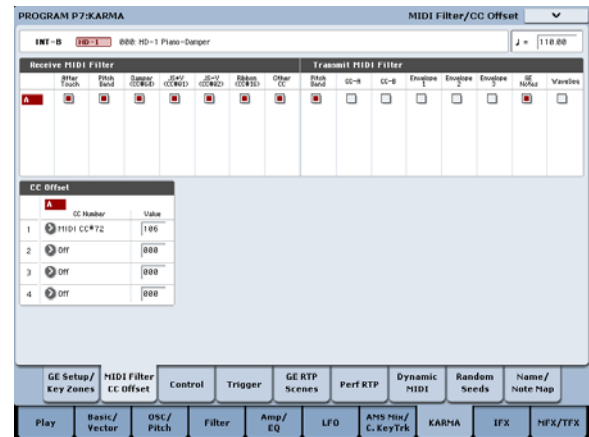 PROGRAM P7:KARMA MIDI Filter/CC Offset
INT-B HD-1 000: HD-1 Piano-Damper ♩ = 110.00
Receive MIDI Filter Transmit MIDI Filter
After Touch Pitch Bend Damper (CC#64) JS+Y (CC#01) JS-Y (CC#02) Ribbon (CC#16) Other CC Pitch Bend CC-A CC-B Envelope 1 Envelope 2 Envelope 3 GE Notes WaveSeq
A
CC Offset
A
CC Number Value
1 MIDI CC#72 106
2 Off 000
3 Off 000
4 Off 000
GE Setup/ Key Zones MIDI Filter CC Offset Control Trigger GE RTP Scenes Perf RTP Dynamic MIDI Random Seeds Name/ Note Map
Play Basic/ Vector OSC/ Pitch Filter Amp/ EQ LFO AMS Mix/ C. KeyTrk KARMA IFX MFX/TFX